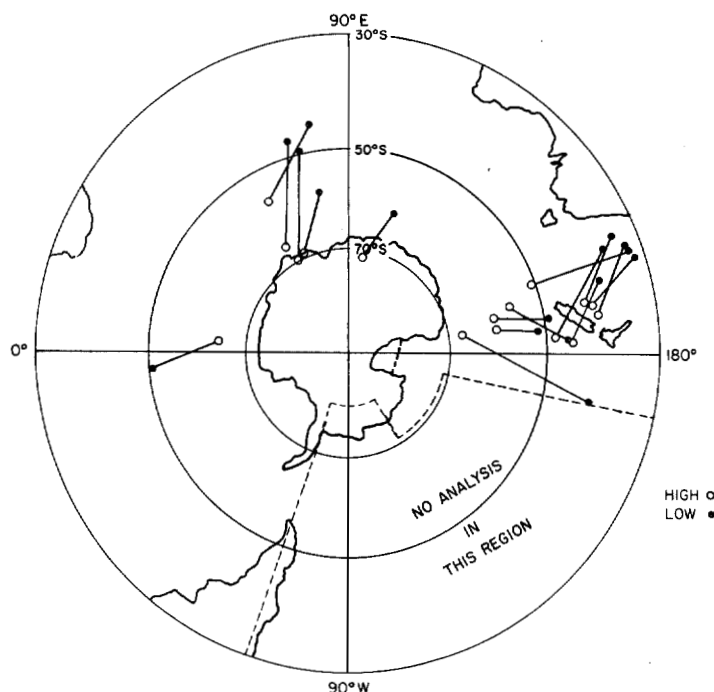 90°E
30°S
50°S
70°S
0°
180°
NO ANALYSIS
IN
THIS REGION
HIGH
LOW
90°W